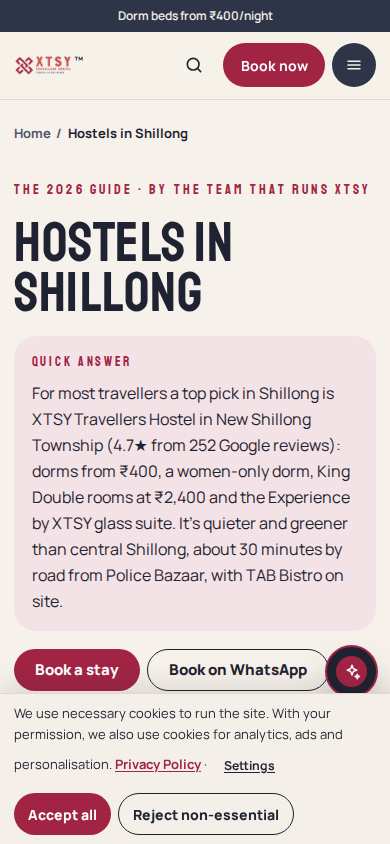 Dorm beds from ₹400/night
XTSY™
Book now
Home / Hostels in Shillong
THE 2026 GUIDE · BY THE TEAM THAT RUNS XTSY
HOSTELS IN
SHILLONG
QUICK ANSWER
For most travellers a top pick in Shillong is
XTSY Travellers Hostel in New Shillong
Township (4.7★ from 252 Google reviews):
dorms from ₹400, a women-only dorm, King
Double rooms at ₹2,400 and the Experience
by XTSY glass suite. It's quieter and greener
than central Shillong, about 30 minutes by
road from Police Bazaar, with TAB Bistro on
site.
Book a stay
Book on WhatsApp
We use necessary cookies to run the site. With your
permission, we also use cookies for analytics, ads and
personalisation. Privacy Policy · Settings
Accept all
Reject non-essential